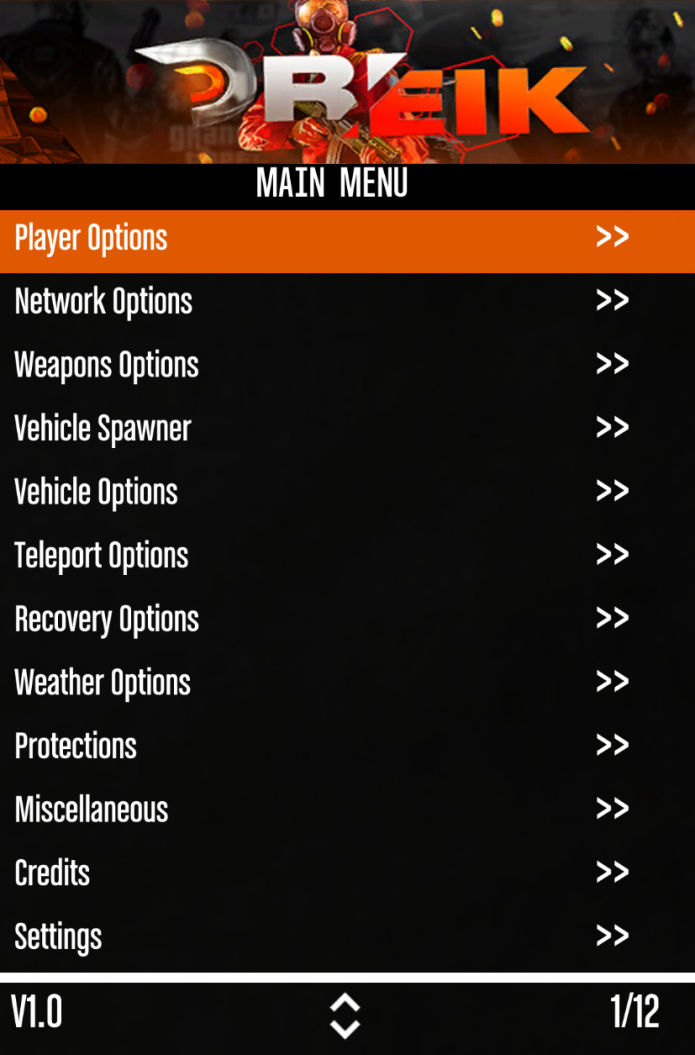 MAIN MENU
Player Options >>
Network Options >>
Weapons Options >>
Vehicle Spawner >>
Vehicle Options >>
Teleport Options >>
Recovery Options >>
Weather Options >>
Protections >>
Miscellaneous >>
Credits >>
Settings >>
V1.0 1/12